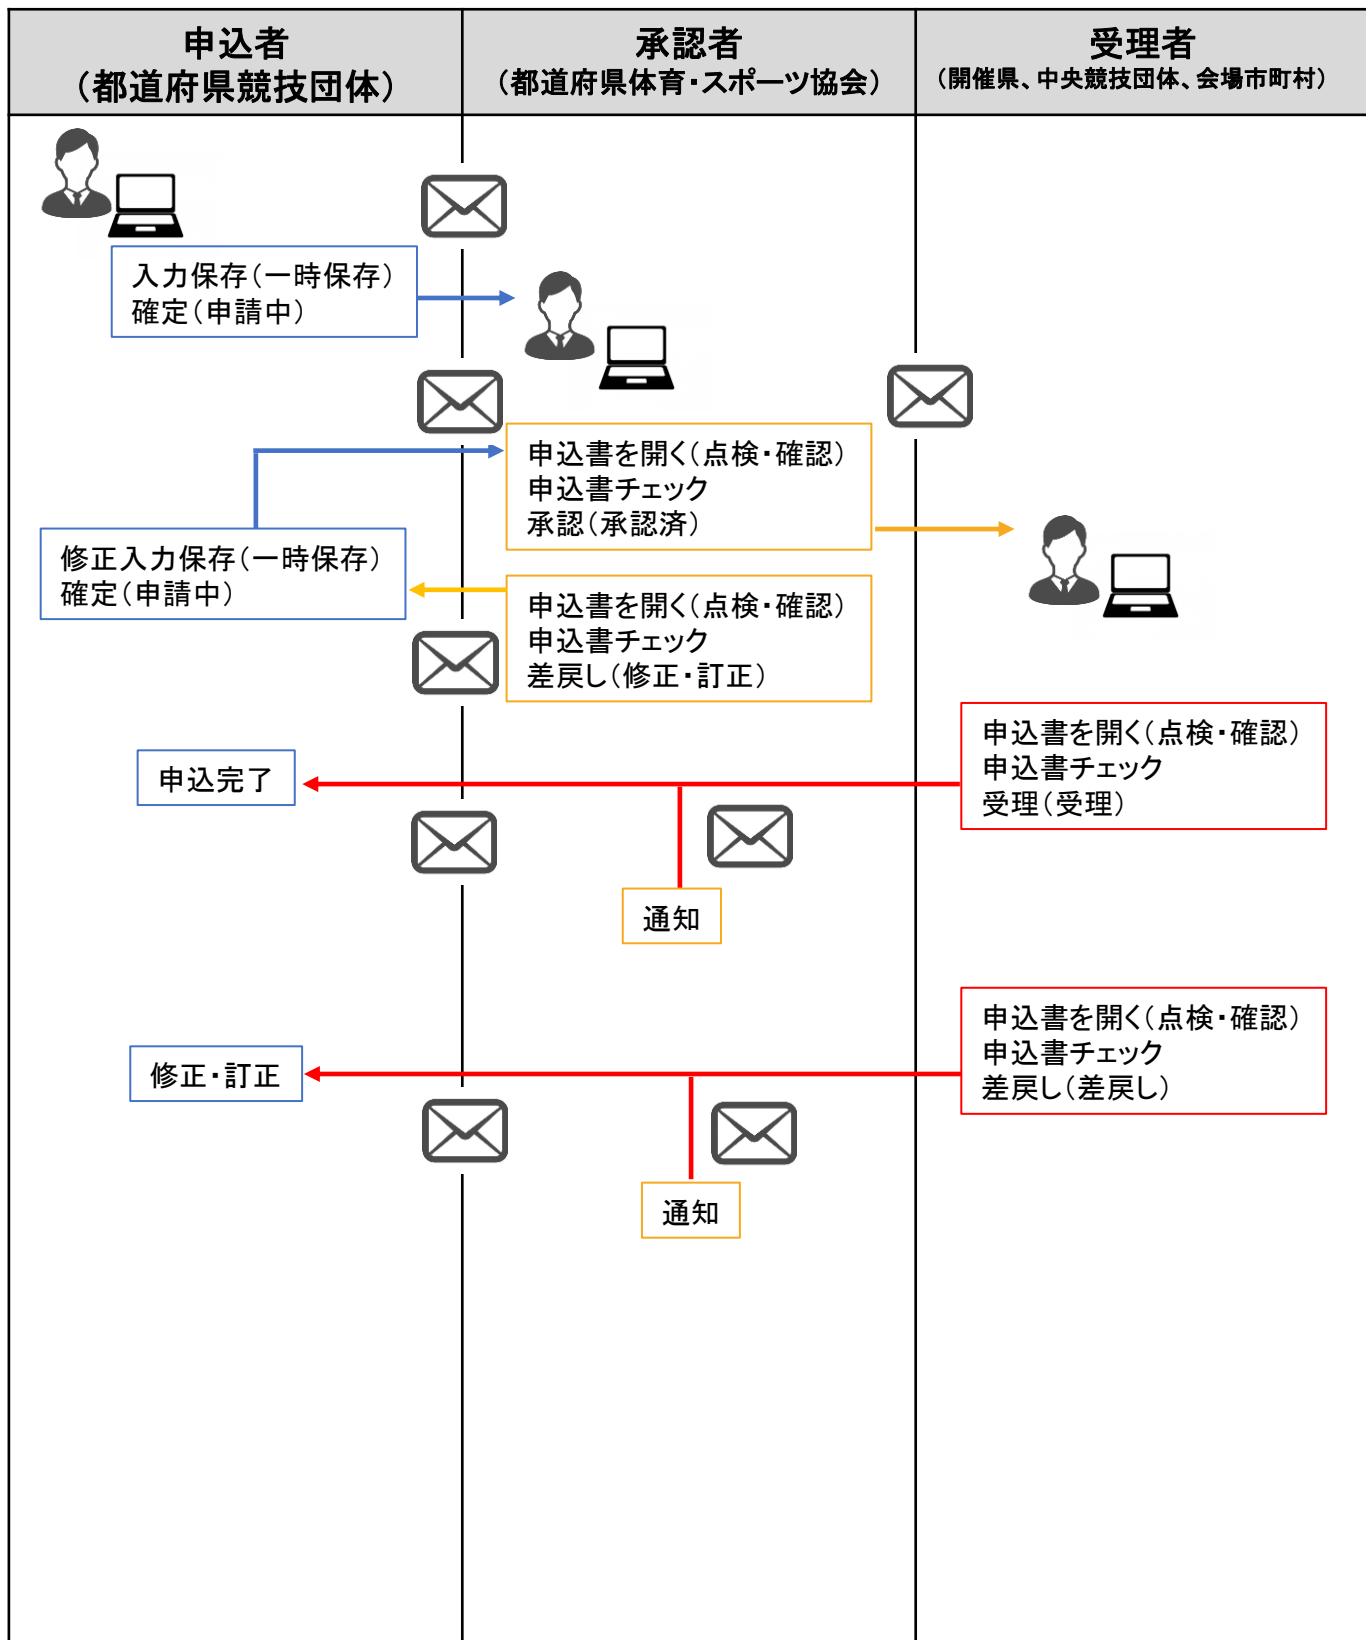 申込者
（都道府県競技団体）
承認者
（都道府県体育・スポーツ協会）
受理者
（開催県、中央競技団体、会場市町村）
入力保存（一時保存）
確定（申請中）
申込書を開く（点検・確認）
申込書チェック
承認（承認済）
修正入力保存（一時保存）
確定（申請中）
申込書を開く（点検・確認）
申込書チェック
差戻し（修正・訂正）
申込書を開く（点検・確認）
申込書チェック
受理（受理）
申込完了
通知
申込書を開く（点検・確認）
申込書チェック
差戻し（差戻し）
修正・訂正
通知